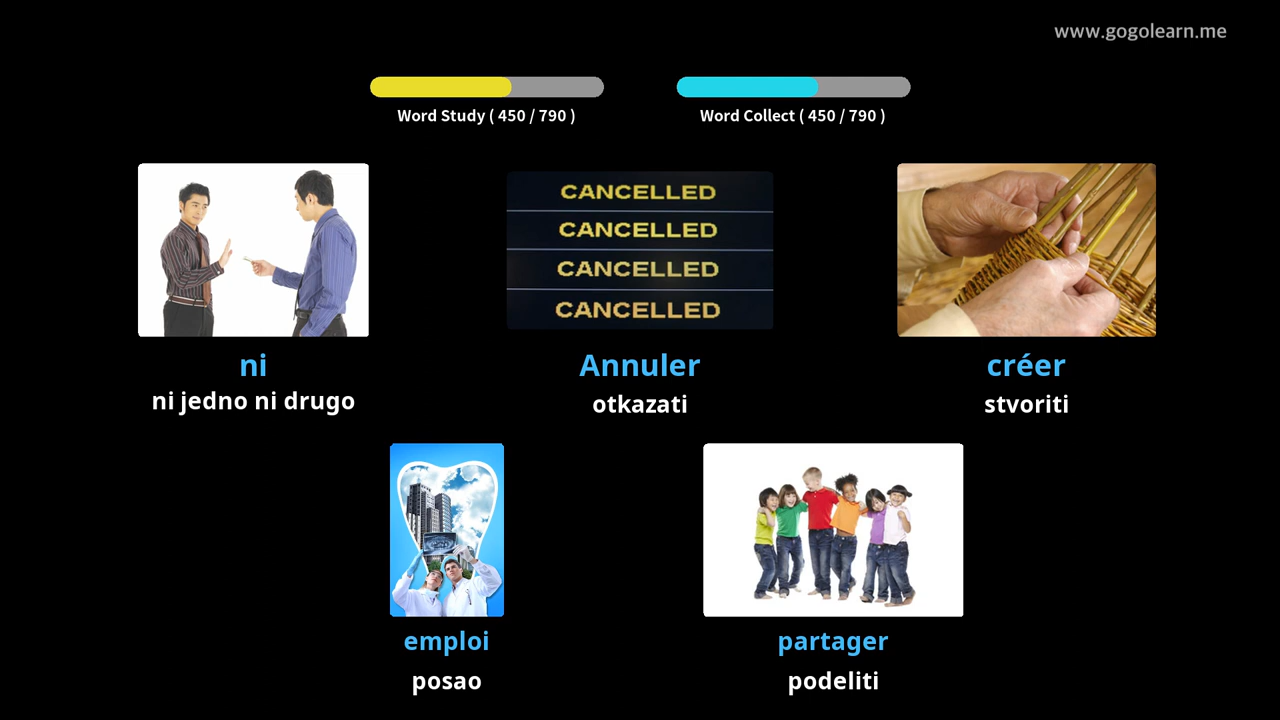 www.gogolearn.me
Word Study ( 450 / 790 )
Word Collect ( 450 / 790 )
CANCELLED
CANCELLED
CANCELLED
CANCELLED
ni
Annuler
créer
ni jedno ni drugo
otkazati
stvoriti
emploi
partager
posao
podeliti